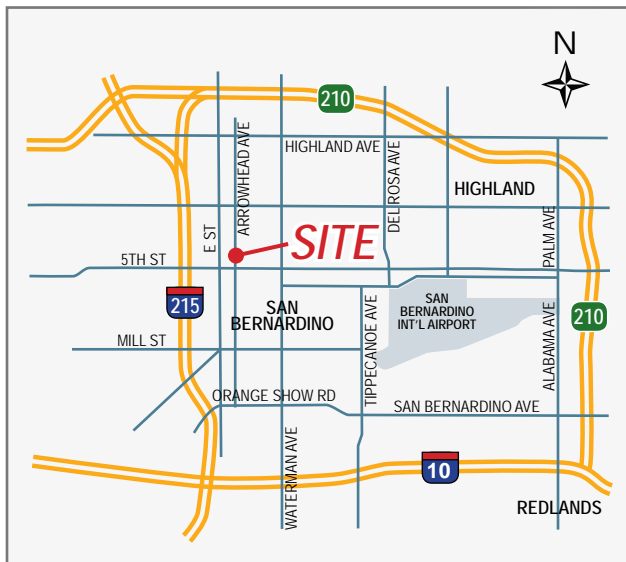 N
210
HIGHLAND AVE
ARROWHEAD AVE
DEL ROSA AVE
HIGHLAND
E ST
SITE
PALM AVE
5TH ST
215
SAN
BERNARDINO
SAN
BERNARDINO
INT'L AIRPORT
TIPPECANOE AVE
ALABAMA AVE
210
MILL ST
ORANGE SHOW RD
SAN BERNARDINO AVE
WATERMAN AVE
10
REDLANDS